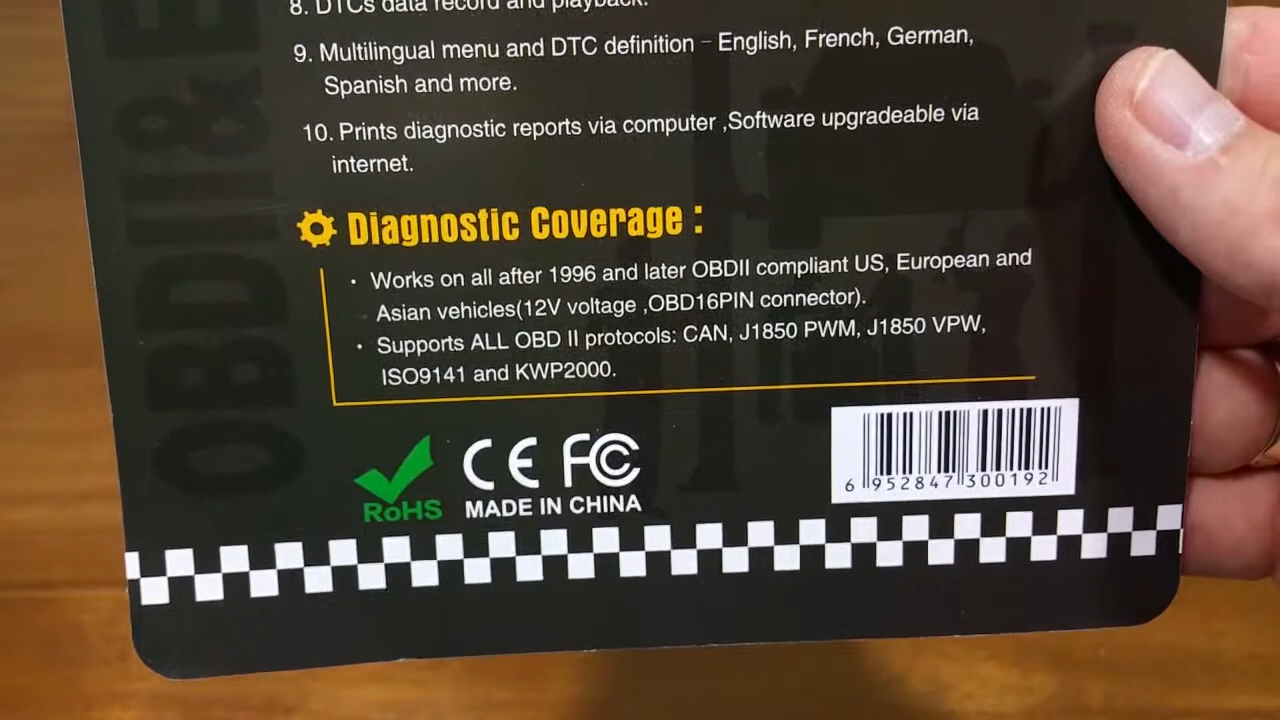 8. DTCs data record and playback.
9. Multilingual menu and DTC definition – English, French, German,
Spanish and more.
10. Prints diagnostic reports via computer ,Software upgradeable via
internet.
Diagnostic Coverage :
· Works on all after 1996 and later OBDII compliant US, European and
Asian vehicles(12V voltage ,OBD16PIN connector).
· Supports ALL OBD II protocols: CAN, J1850 PWM, J1850 VPW,
ISO9141 and KWP2000.
RoHS
CE FC
MADE IN CHINA
6 952847 300192
OBDII&E